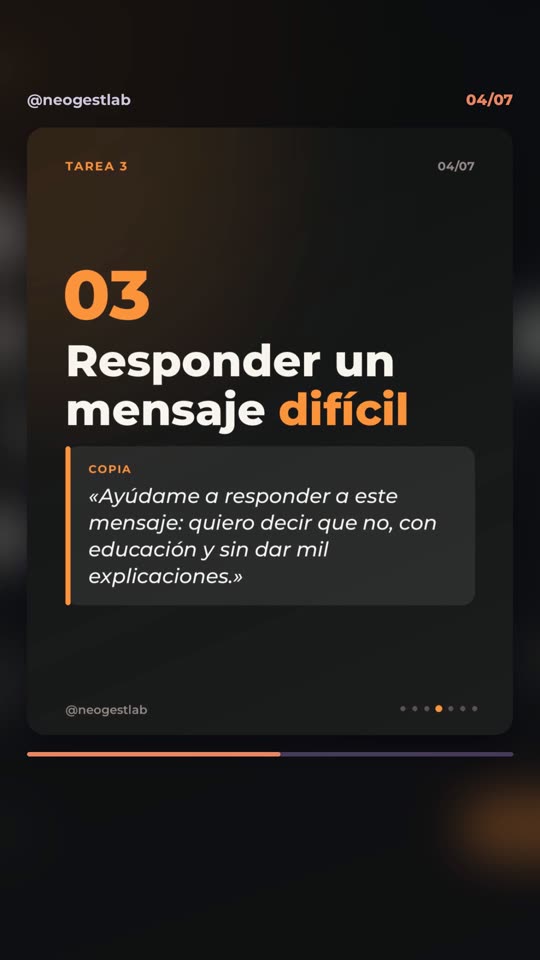 @neogestlab
04/07
TAREA 3
04/07
03
Responder un
mensaje difícil
COPIA
«Ayúdame a responder a este
mensaje: quiero decir que no, con
educación y sin dar mil
explicaciones.»
@neogestlab